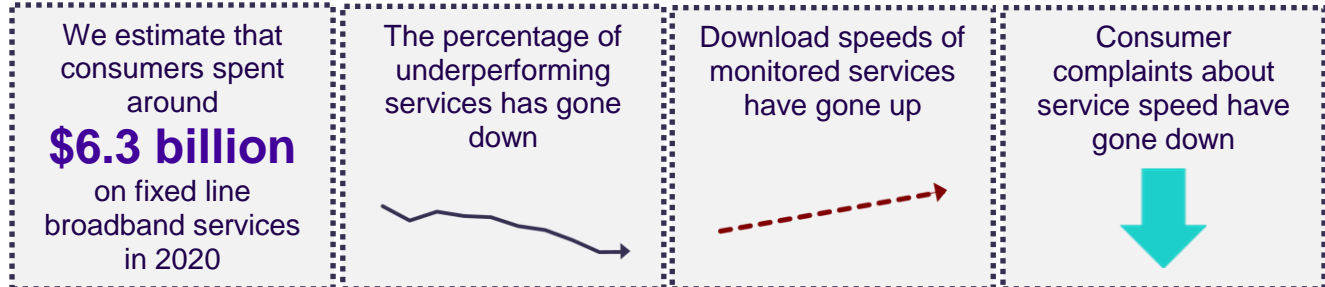 We estimate that
consumers spent
around
$6.3 billion
on fixed line
broadband services
in 2020
The percentage of
underperforming
services has gone
down
Download speeds of
monitored services
have gone up
Consumer
complaints about
service speed have
gone down